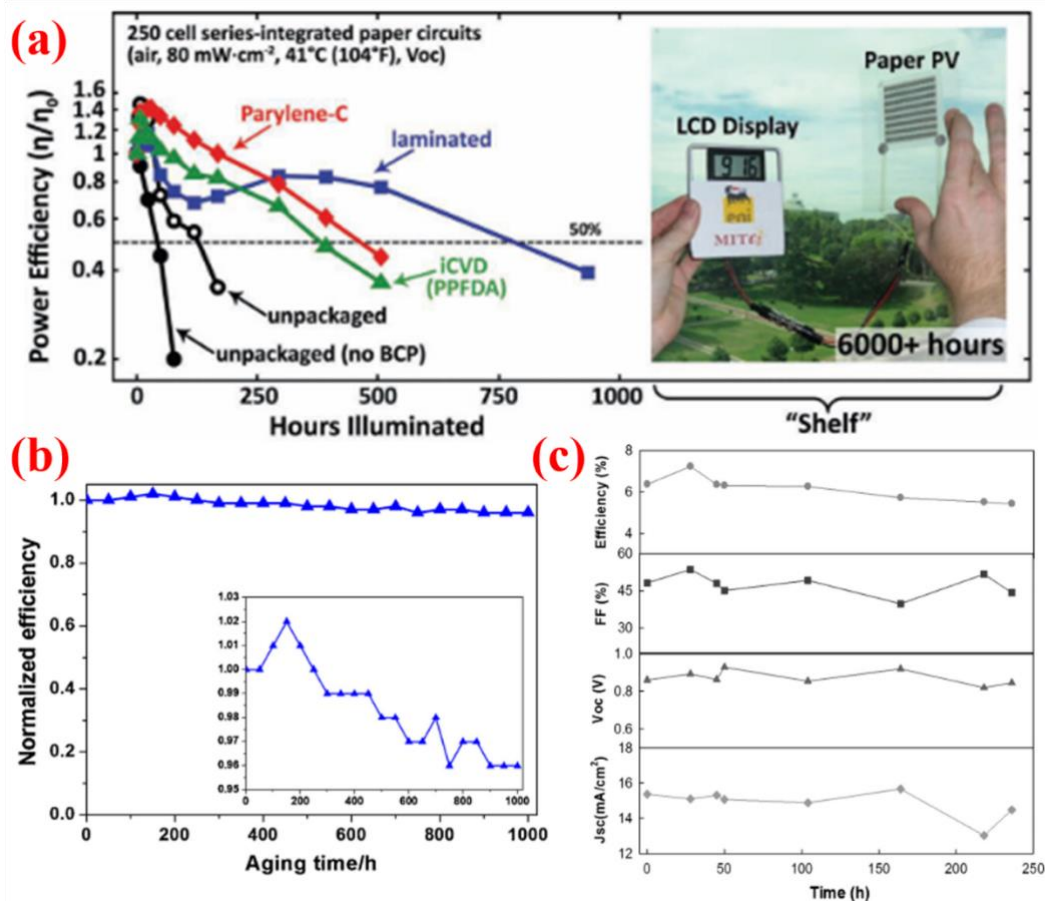 (a)
250 cell series-integrated paper circuits
(air, 80 mW·cm⁻², 41°C (104°F), Voc)
Power Efficiency (η/η₀)
1.6
1.4
1.2
1
0.8
0.6
0.4
0.2
Parylene-C
laminated
50%
iCVD
(PPFDA)
unpackaged
unpackaged (no BCP)
0
250
500
750
1000
Hours Illuminated
Paper PV
LCD Display
9 16
eni
MITei
6000+ hours
"Shelf"
(b)
Normalized efficiency
1.0
0.8
0.6
0.4
0.2
0.0
1.03
1.02
1.01
1.00
0.99
0.98
0.97
0.96
0.95
0
200
400
600
800
1000
0
200
400
600
800
1000
Aging time/h
(c)
Efficiency (%)
8
6
4
FF (%)
60
45
30
Voc (V)
1.0
0.8
0.6
Jsc(mA/cm²)
18
16
14
12
0
50
100
150
200
250
Time (h)